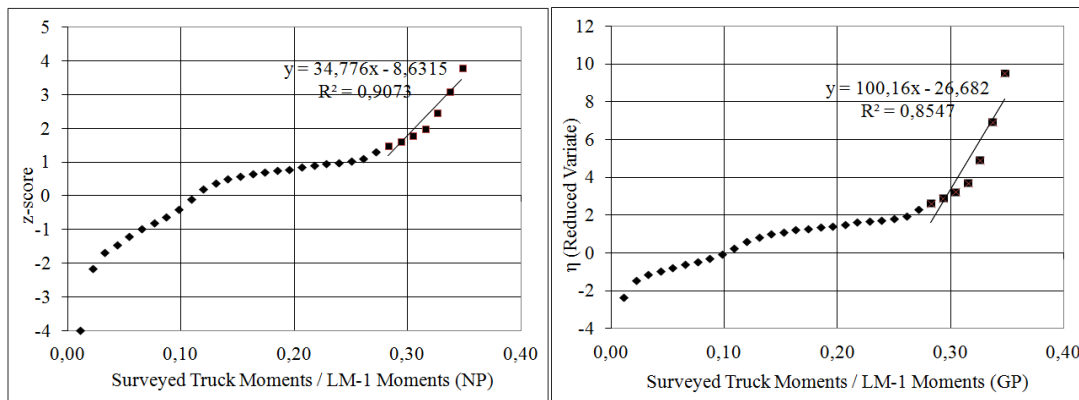 5
4
3
2
1
0
-1
-2
-3
-4
z-score
y = 34,776x - 8,6315
R² = 0,9073
0,00 0,10 0,20 0,30 0,40
Surveyed Truck Moments / LM-1 Moments (NP)
12
10
8
6
4
2
0
-2
-4
η (Reduced Variate)
y = 100,16x - 26,682
R² = 0,8547
0,00 0,10 0,20 0,30 0,40
Surveyed Truck Moments / LM-1 Moments (GP)